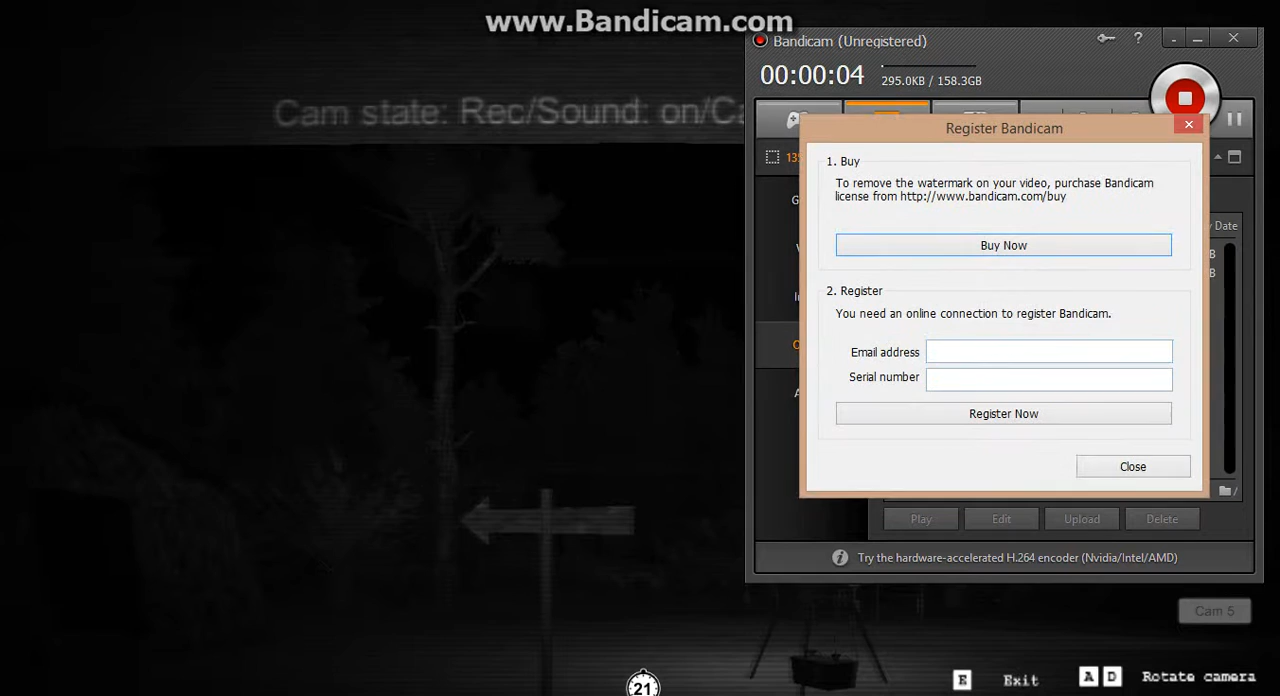 www.Bandicam.com
Bandicam (Unregistered)
?
00:00:04
295.0KB / 158.3GB
Cam state: Rec/Sound: on/Ca
Register Bandicam
1. Buy
To remove the watermark on your video, purchase Bandicam
license from http://www.bandicam.com/buy
Buy Now
Date
2. Register
You need an online connection to register Bandicam.
Email address
Serial number
Register Now
Close
Play Edit Upload Delete
Try the hardware-accelerated H.264 encoder (Nvidia/Intel/AMD)
Cam 5
21
E Exit A D Rotate camera